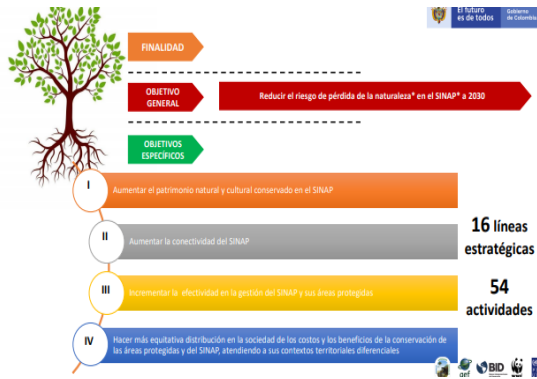 El futuro
es de todos
Gobierno
de Colombia
FINALIDAD
OBJETIVO
GENERAL
Reducir el riesgo de pérdida de la naturaleza* en el SINAP* a 2030
OBJETIVOS
ESPECÍFICOS
I
Aumentar el patrimonio natural y cultural conservado en el SINAP
II
Aumentar la conectividad del SINAP
16 líneas
estratégicas
III
Incrementar la efectividad en la gestión del SINAP y sus áreas protegidas
54
actividades
IV
Hacer más equitativa distribución en la sociedad de los costos y los beneficios de la conservación de
las áreas protegidas y del SINAP, atendiendo a sus contextos territoriales diferenciales
gef
BID
WWF